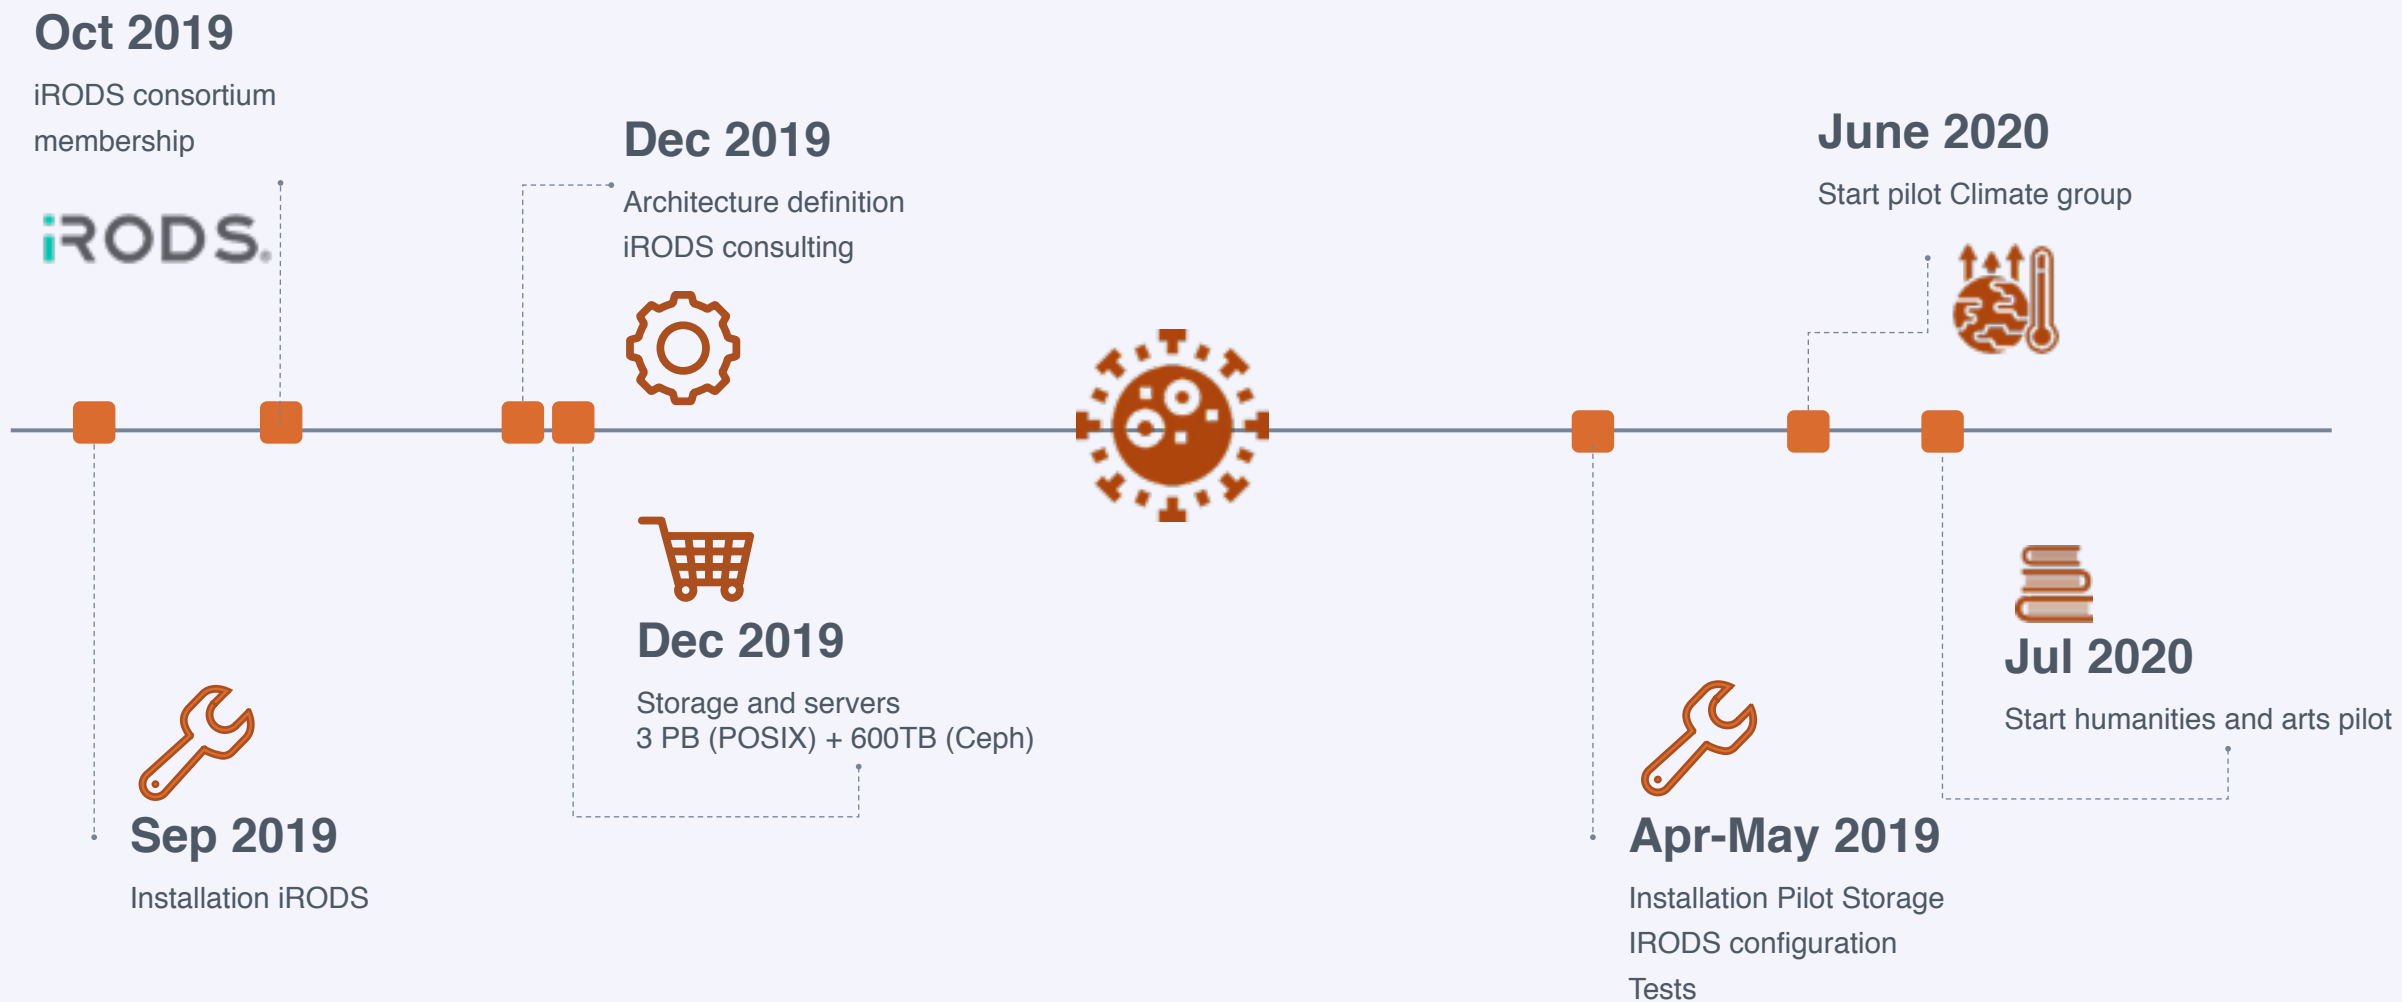 Oct 2019
iRODS consortium
membership
iRODS.
Dec 2019
Architecture definition
iRODS consulting
June 2020
Start pilot Climate group
Sep 2019
Installation iRODS
Dec 2019
Storage and servers
3 PB (POSIX) + 600TB (Ceph)
Apr-May 2019
Installation Pilot Storage
IRODS configuration
Tests
Jul 2020
Start humanities and arts pilot